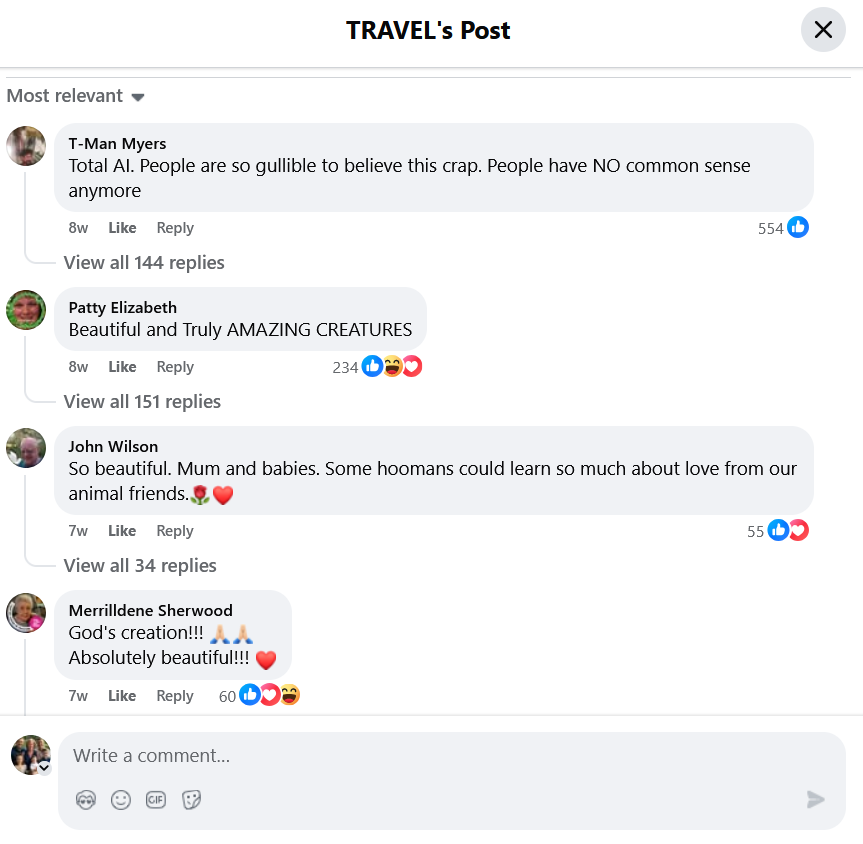 TRAVEL's Post
Most relevant
T-Man Myers
Total AI. People are so gullible to believe this crap. People have NO common sense
anymore
8w Like Reply 554
View all 144 replies
Patty Elizabeth
Beautiful and Truly AMAZING CREATURES
8w Like Reply 234
View all 151 replies
John Wilson
So beautiful. Mum and babies. Some hoomans could learn so much about love from our
animal friends.🌹❤️
7w Like Reply 55
View all 34 replies
Merrilldene Sherwood
God's creation!!! 🙏🏻🙏🏻
Absolutely beautiful!!! ❤️
7w Like Reply 60
Write a comment...
GIF